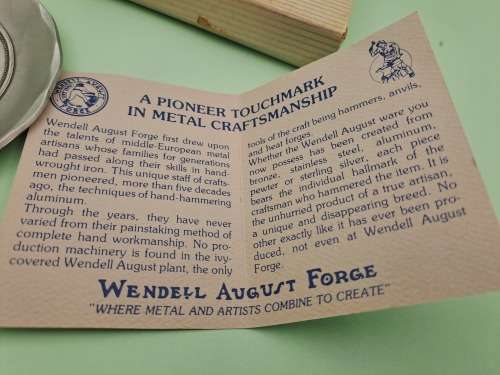 WENDELL AUGUST
FORGE
A PIONEER TOUCHMARK
IN METAL CRAFTSMANSHIP
Wendell August Forge first drew upon
the talents of middle-European metal
artisans whose families for generations
had passed along their skills in hand-
wrought iron. This unique staff of crafts-
men pioneered, more than five decades
ago, the techniques of hand-hammering
aluminum.
Through the years, they have never
varied from their painstaking method of
complete hand workmanship. No pro-
duction machinery is found in the ivy-
covered Wendell August plant, the only
tools of the craft being hammers, anvils,
and heat forges.
Whether the Wendell August ware you
now possess has been created from
bronze, stainless steel, aluminum,
pewter or sterling silver, each piece
bears the individual hallmark of the
craftsman who hammered the item. It is
the unhurried product of a true artisan,
a unique and disappearing breed. No
other exactly like it has ever been pro-
duced, not even at Wendell August
Forge.
WENDELL AUGUST FORGE
"WHERE METAL AND ARTISTS COMBINE TO CREATE"